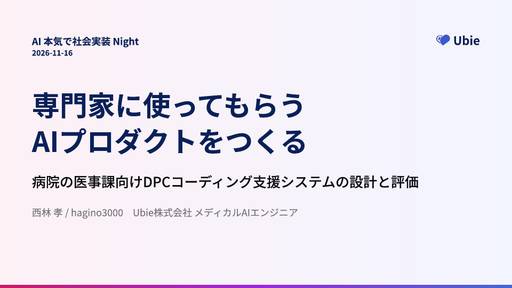 AI 本気で社会実装 Night
2026-11-16
Ubie
専門家に使ってもらう
AIプロダクトをつくる
病院の医事課向けDPCコーディング支援システムの設計と評価
西林 孝 / hagino3000 Ubie株式会社 メディカルAIエンジニア